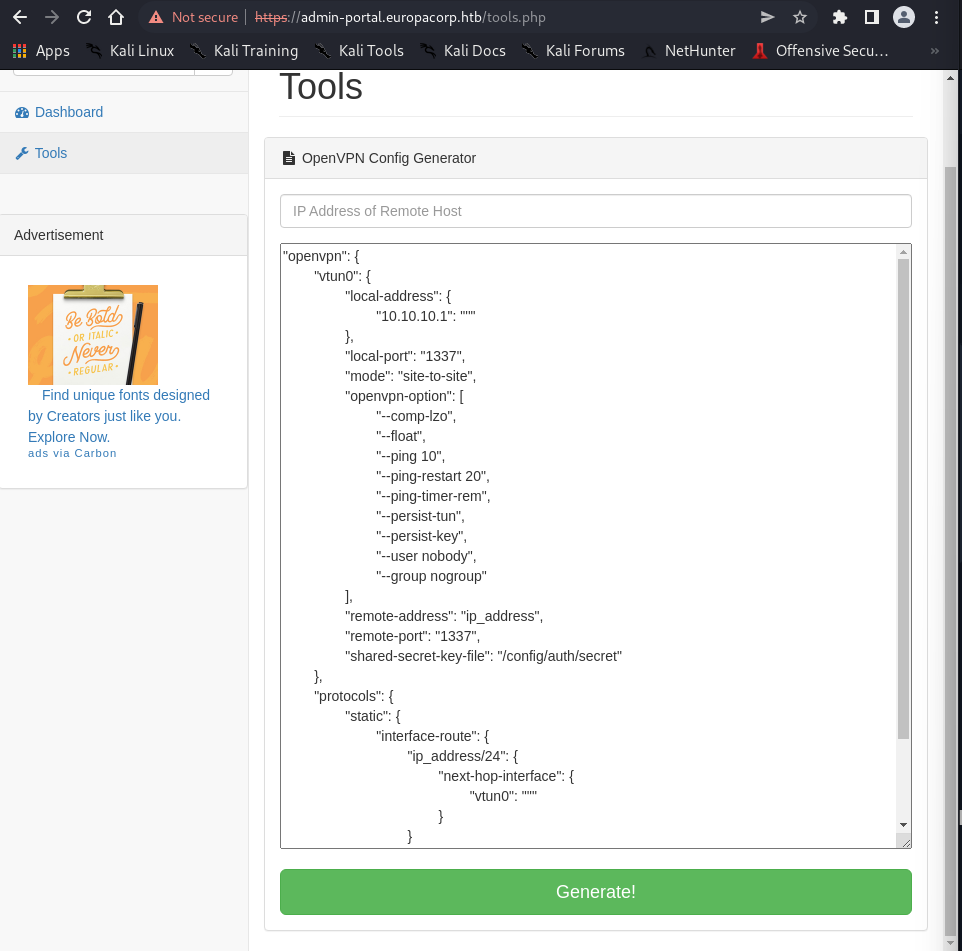 Not secure | https://admin-portal.europacorp.htb/tools.php
Apps Kali Linux Kali Training Kali Tools Kali Docs Kali Forums NetHunter Offensive Secu… »
Tools
Dashboard
Tools
Advertisement
Be Bold
OR ITALIC
Never
REGULAR
Find unique fonts designed
by Creators just like you.
Explore Now.
ads via Carbon
OpenVPN Config Generator
IP Address of Remote Host
"openvpn": {
"vtun0": {
"local-address": {
"10.10.10.1": """
},
"local-port": "1337",
"mode": "site-to-site",
"openvpn-option": [
"--comp-lzo",
"--float",
"--ping 10",
"--ping-restart 20",
"--ping-timer-rem",
"--persist-tun",
"--persist-key",
"--user nobody",
"--group nogroup"
],
"remote-address": "ip_address",
"remote-port": "1337",
"shared-secret-key-file": "/config/auth/secret"
},
"protocols": {
"static": {
"interface-route": {
"ip_address/24": {
"next-hop-interface": {
"vtun0": """
}
}
Generate!